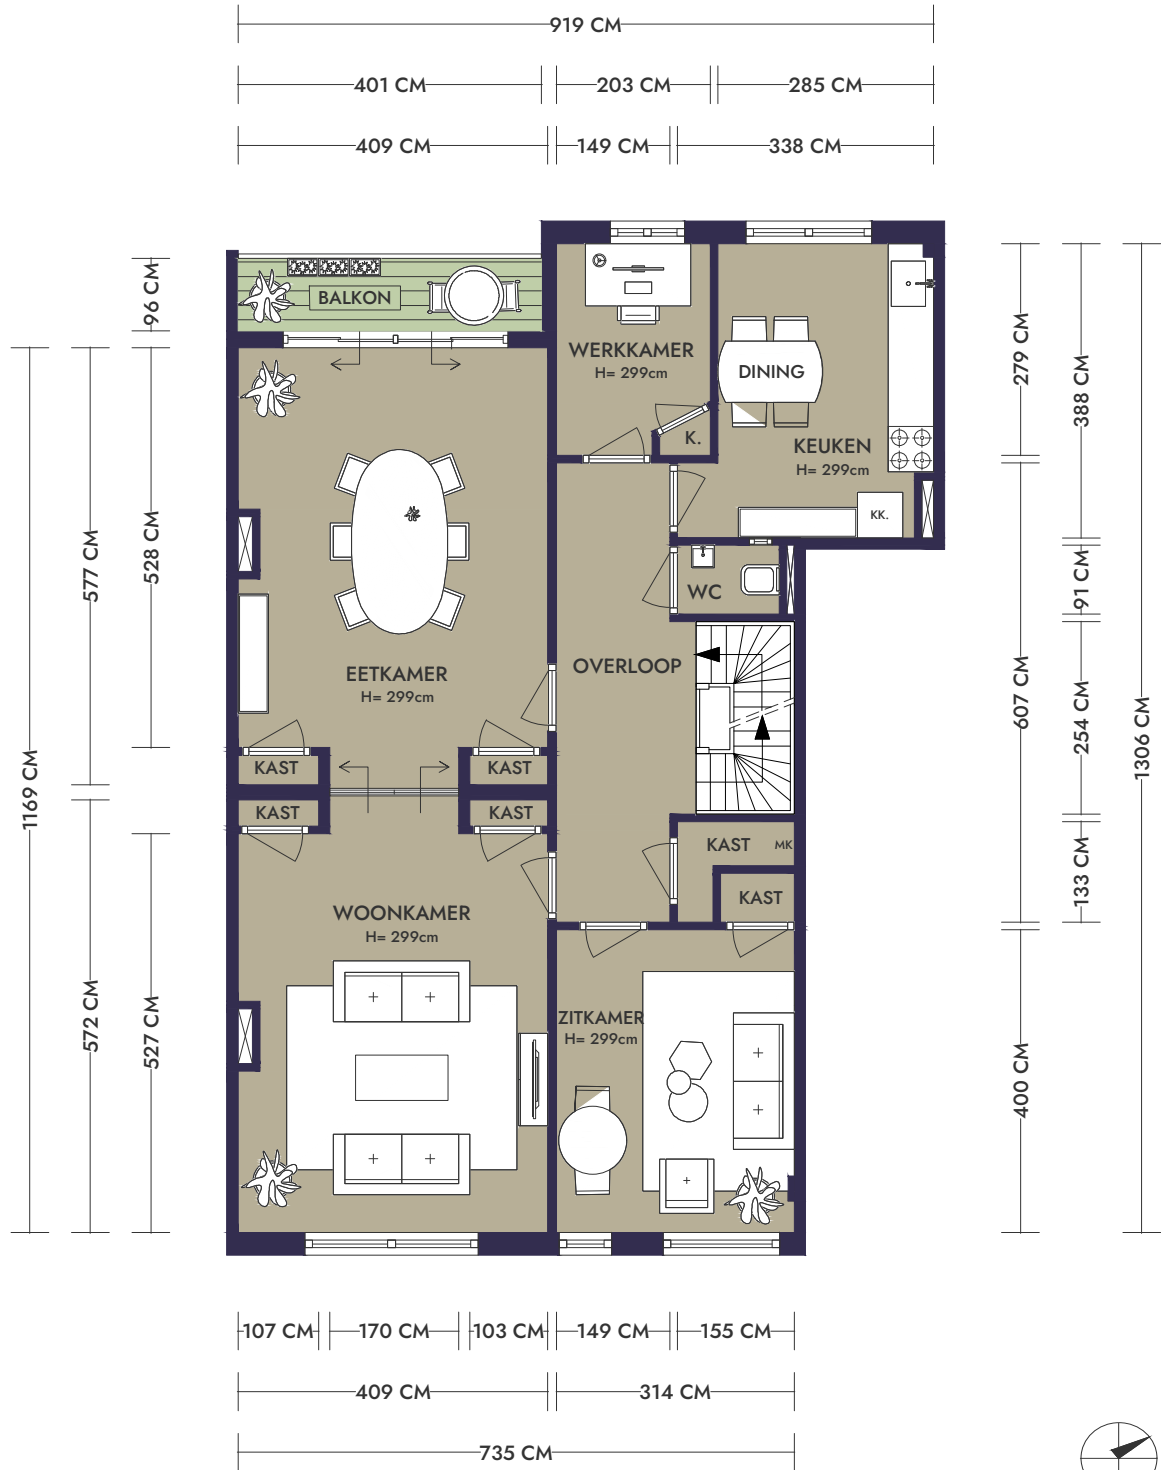 919 CM
401 CM
203 CM
285 CM
409 CM
149 CM
338 CM
96 CM
BALKON
WERKKAMER
H= 299cm
DINING
279 CM
388 CM
K.
KEUKEN
H= 299cm
KK.
577 CM
528 CM
WC
91 CM
EETKAMER
H= 299cm
OVERLOOP
607 CM
254 CM
1306 CM
1169 CM
KAST
KAST
KAST
KAST
KAST
MK
133 CM
KAST
WOONKAMER
H= 299cm
572 CM
527 CM
ZITKAMER
H= 299cm
400 CM
107 CM
170 CM
103 CM
149 CM
155 CM
409 CM
314 CM
735 CM